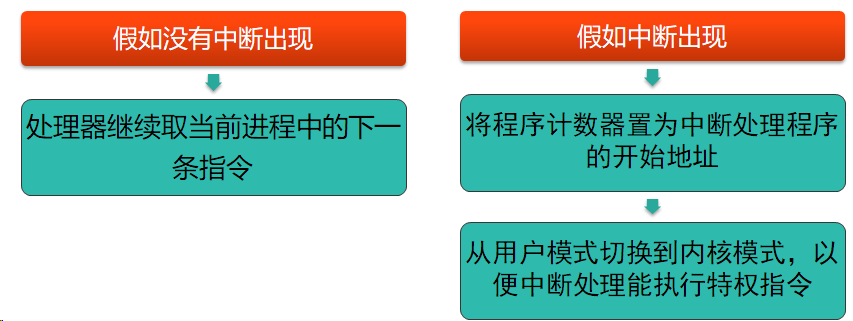 假如没有中断出现
处理器继续取当前进程中的下一
条指令
假如中断出现
将程序计数器置为中断处理程序
的开始地址
从用户模式切换到内核模式，以
便中断处理能执行特权指令